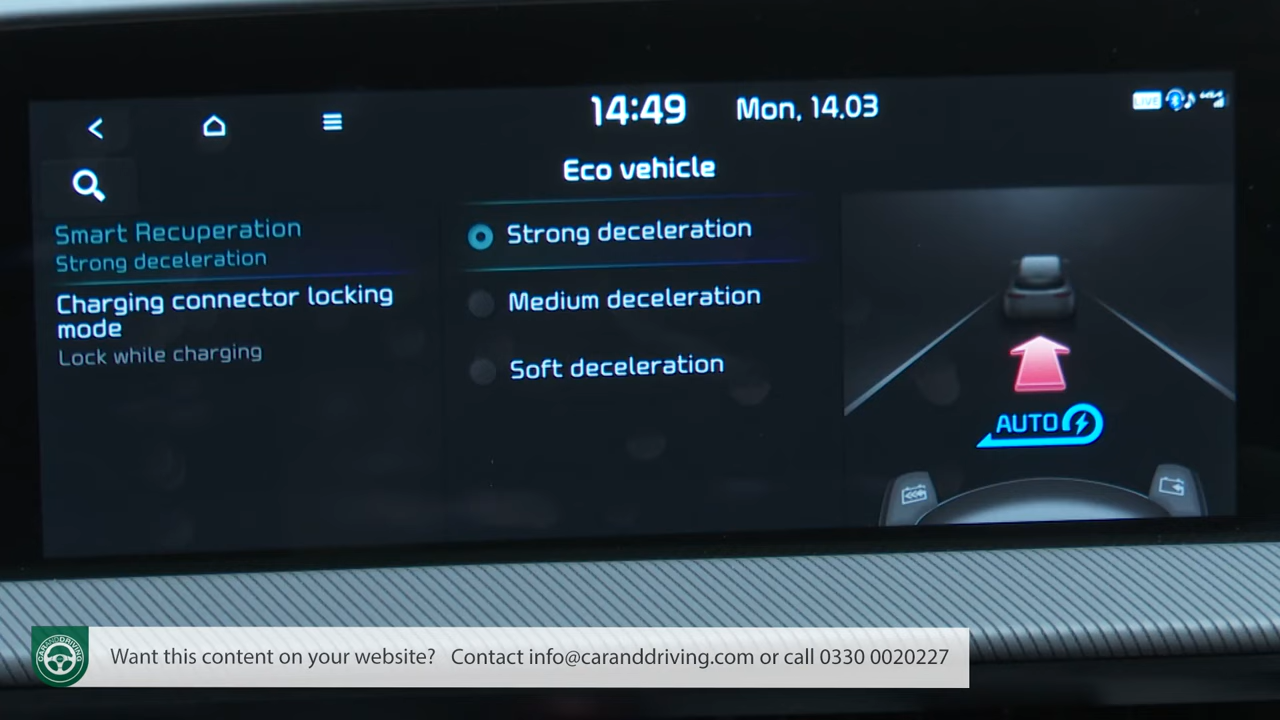 14:49 Mon, 14.03
LIVE
Eco vehicle
Smart Recuperation
Strong deceleration
Charging connector locking
mode
Lock while charging
Strong deceleration
Medium deceleration
Soft deceleration
AUTO
CARANDDRIVING
Want this content on your website? Contact info@caranddriving.com or call 0330 0020227